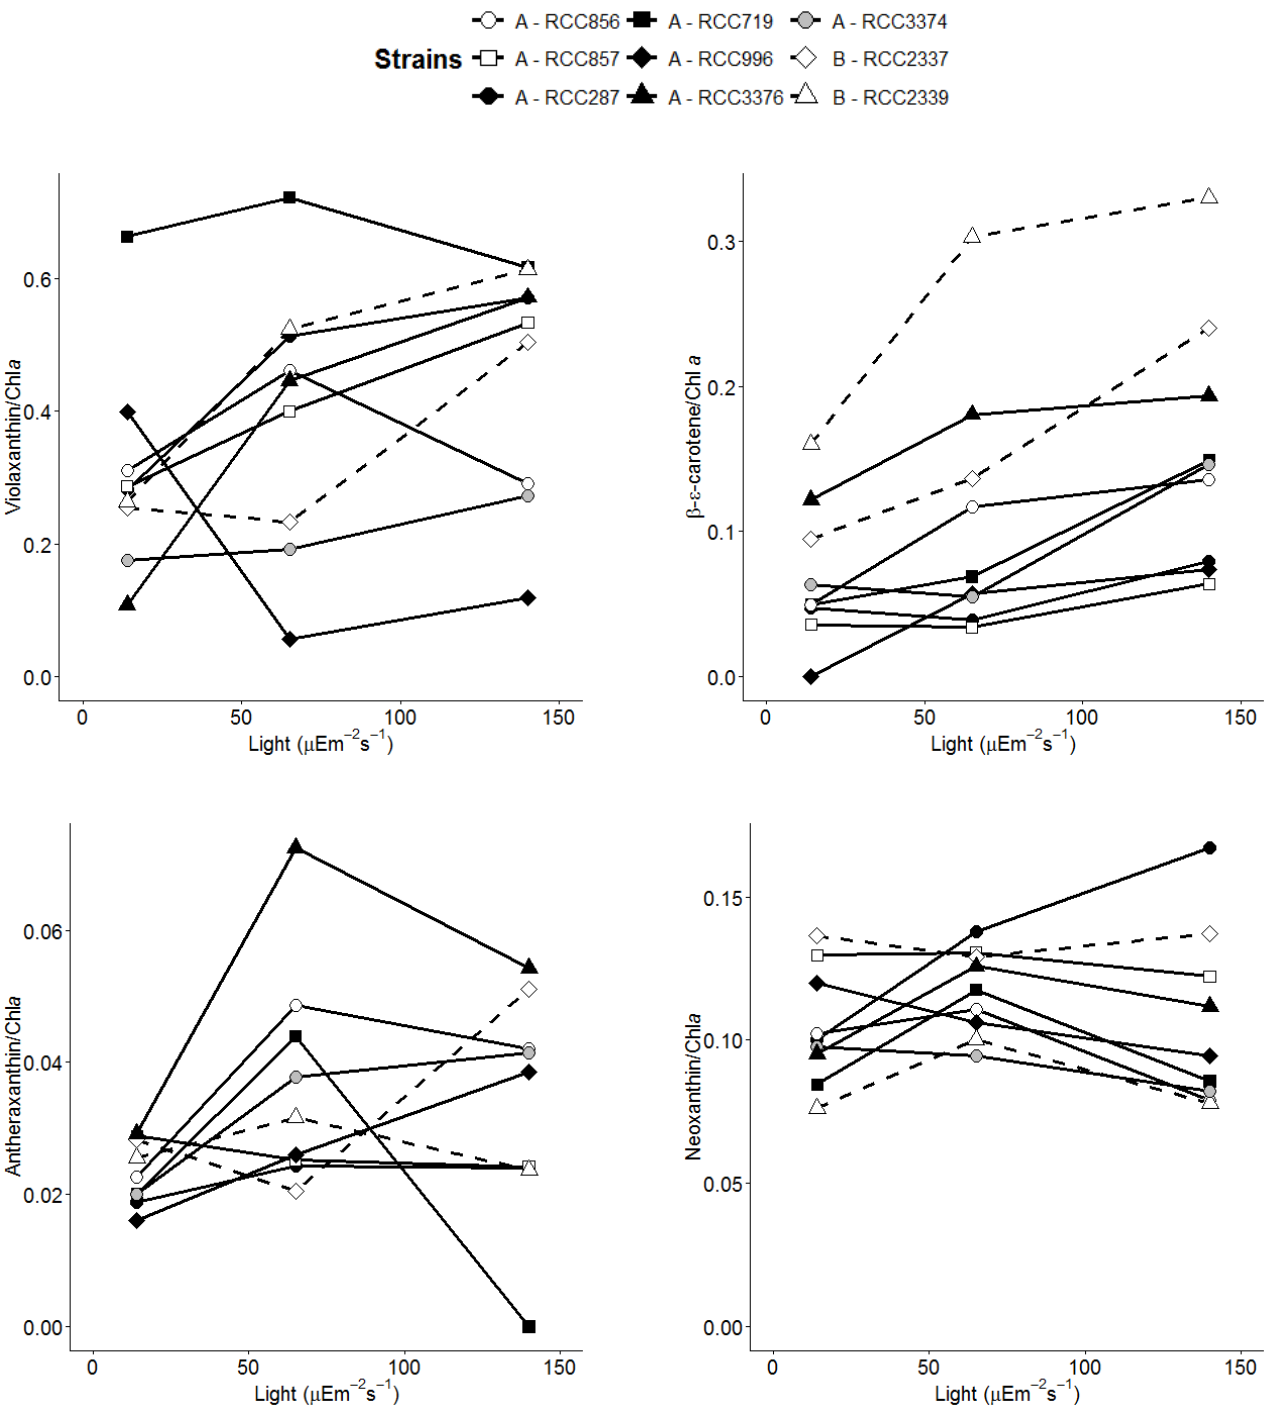 A - RCC856 A - RCC719 A - RCC3374
Strains A - RCC857 A - RCC996 B - RCC2337
A - RCC287 A - RCC3376 B - RCC2339
Violaxanthin/Chla
0.6
0.4
0.2
0.0
0 50 100 150
Light (μEm⁻²s⁻¹)
β-ε-carotene/Chl a
0.3
0.2
0.1
0.0
0 50 100 150
Light (μEm⁻²s⁻¹)
Antheraxanthin/Chla
0.06
0.04
0.02
0.00
0 50 100 150
Light (μEm⁻²s⁻¹)
Neoxanthin/Chla
0.15
0.10
0.05
0.00
0 50 100 150
Light (μEm⁻²s⁻¹)